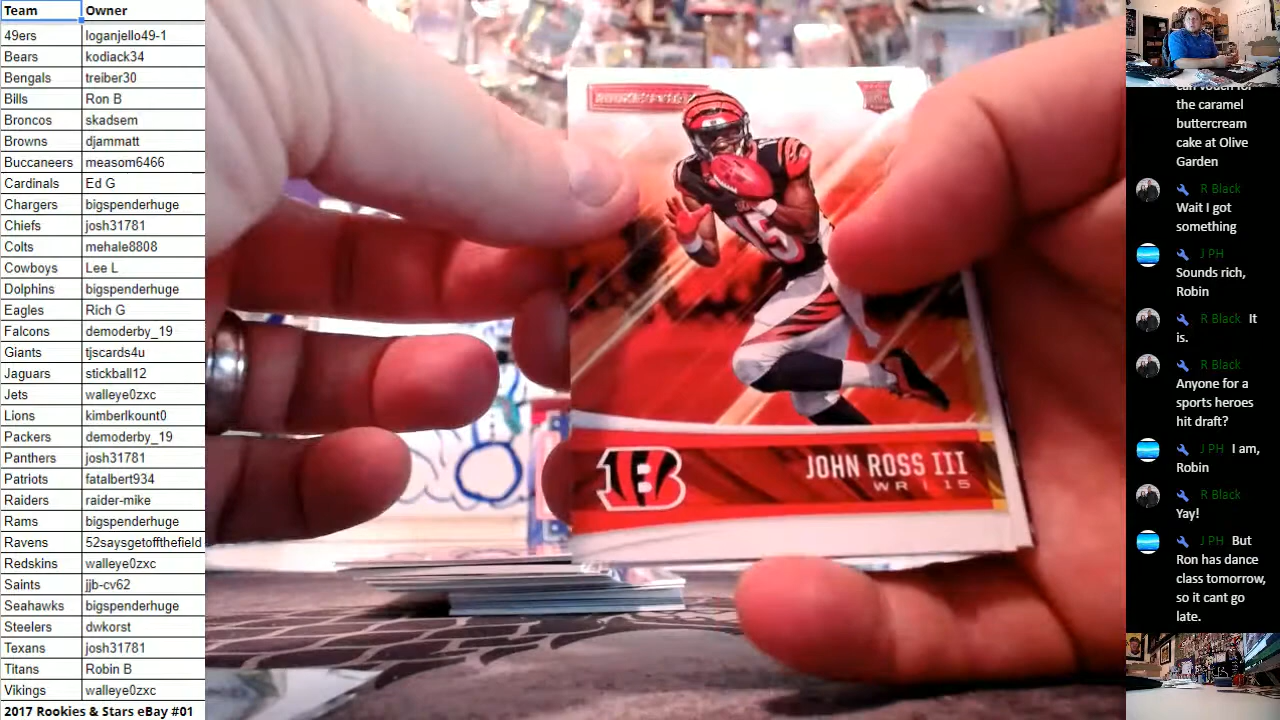 Team Owner
49ers loganjello49-1
Bears kodiack34
Bengals treiber30
Bills Ron B
Broncos skadsem
Browns djammatt
Buccaneers measom6466
Cardinals Ed G
Chargers bigspenderhuge
Chiefs josh31781
Colts mehale8808
Cowboys Lee L
Dolphins bigspenderhuge
Eagles Rich G
Falcons demoderby_19
Giants tjscards4u
Jaguars stickball12
Jets walleye0zxc
Lions kimberlkount0
Packers demoderby_19
Panthers josh31781
Patriots fatalbert934
Raiders raider-mike
Rams bigspenderhuge
Ravens 52saysgetoffthefield
Redskins walleye0zxc
Saints jjb-cv62
Seahawks bigspenderhuge
Steelers dwkorst
Texans josh31781
Titans Robin B
Vikings walleye0zxc
2017 Rookies & Stars eBay #01
15
B
JOHN ROSS III
WR | 15
can vouch for
the caramel
buttercream
cake at Olive
Garden
R Black
Wait I got
something
J PH
Sounds rich,
Robin
R Black It
is.
R Black
Anyone for a
sports heroes
hit draft?
J PH I am,
Robin
R Black
Yay!
J PH But
Ron has dance
class tomorrow,
so it cant go
late.